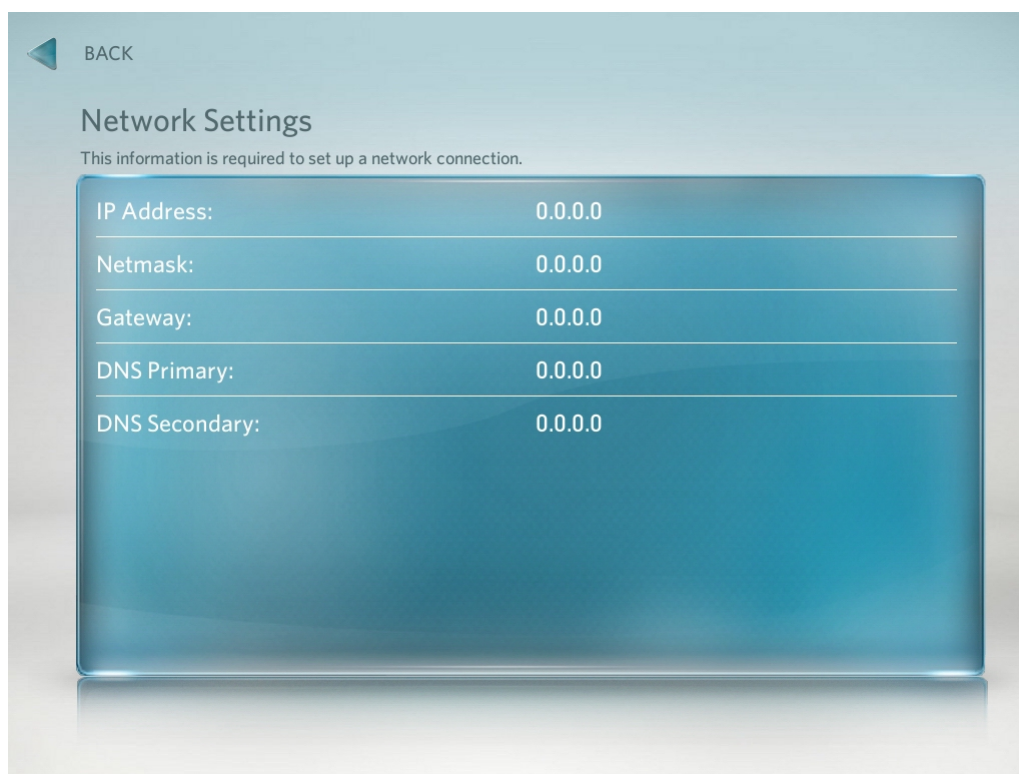 BACK
Network Settings
This information is required to set up a network connection.
IP Address: 0.0.0.0
Netmask: 0.0.0.0
Gateway: 0.0.0.0
DNS Primary: 0.0.0.0
DNS Secondary: 0.0.0.0